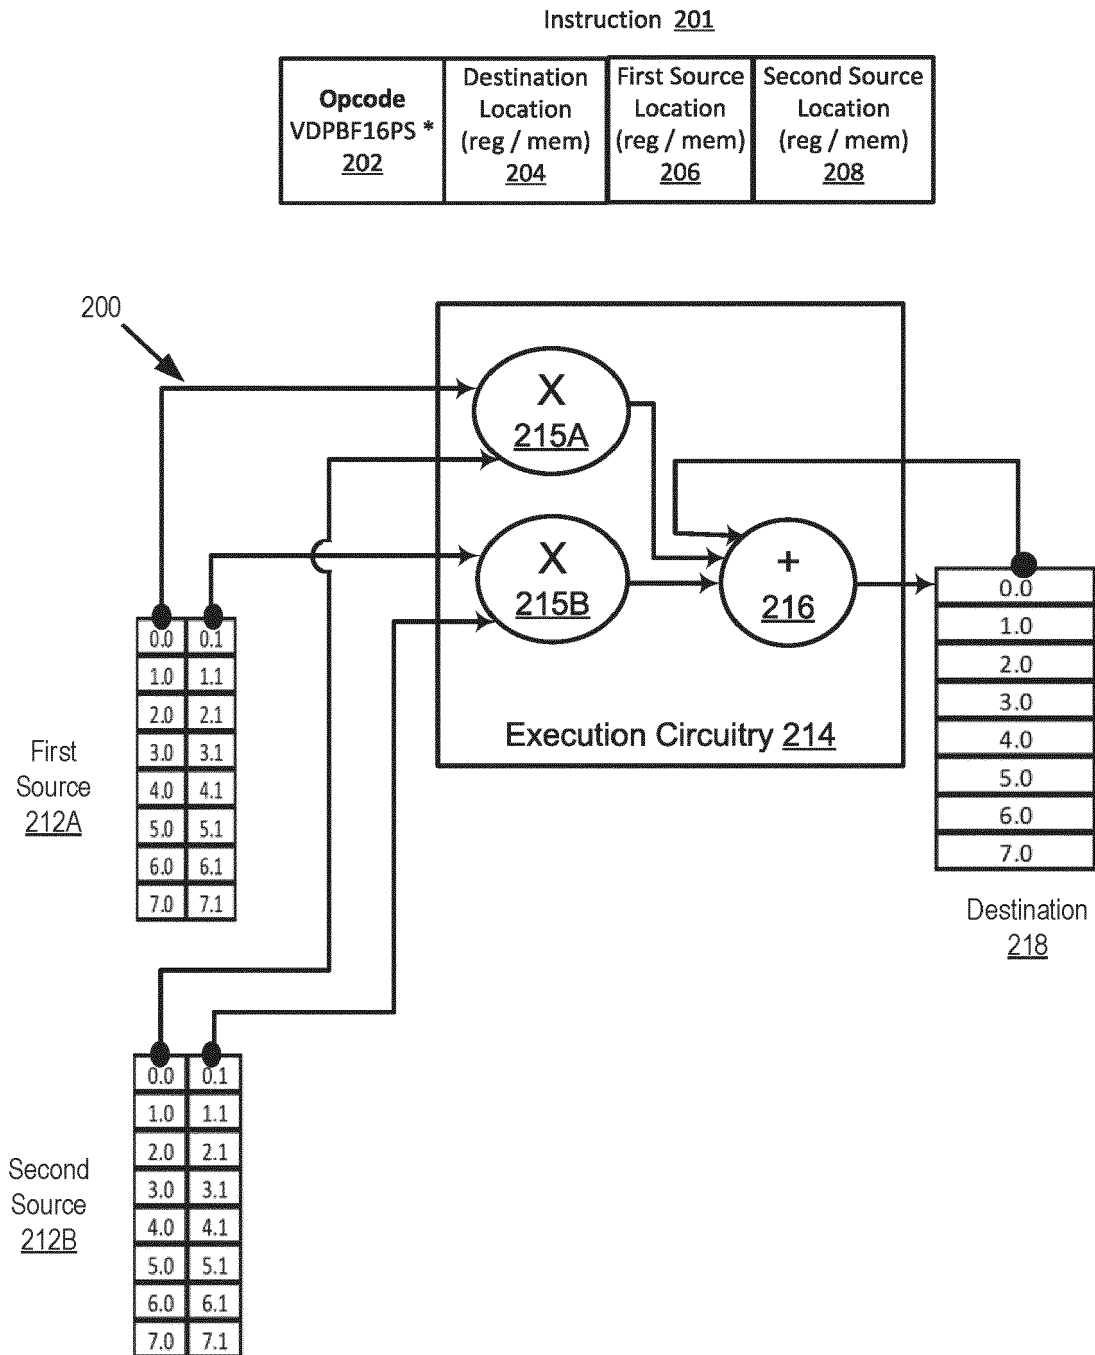 Instruction 201
Opcode
VDPBF16PS *
202
Destination
Location
(reg / mem)
204
First Source
Location
(reg / mem)
206
Second Source
Location
(reg / mem)
208
200
X
215A
X
215B
+
216
Execution Circuitry 214
0.0 0.1
1.0 1.1
2.0 2.1
3.0 3.1
4.0 4.1
5.0 5.1
6.0 6.1
7.0 7.1
First
Source
212A
0.0
1.0
2.0
3.0
4.0
5.0
6.0
7.0
Destination
218
0.0 0.1
1.0 1.1
2.0 2.1
3.0 3.1
4.0 4.1
5.0 5.1
6.0 6.1
7.0 7.1
Second
Source
212B